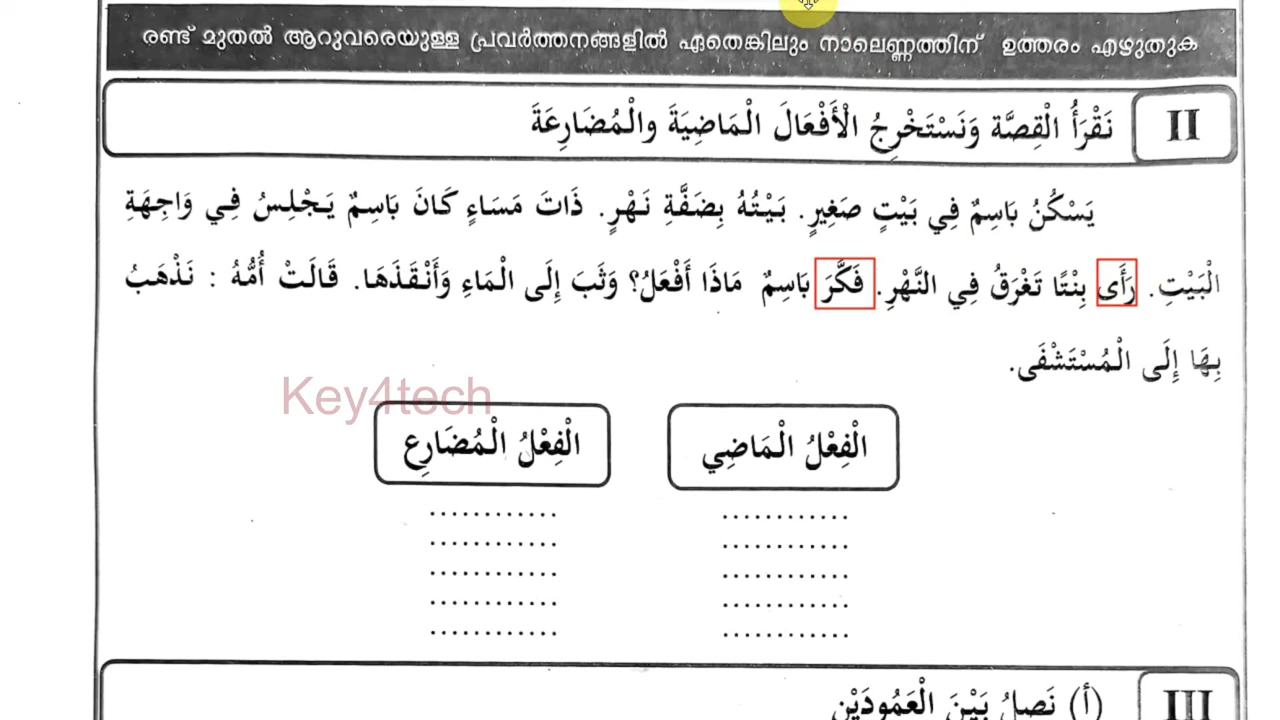 രണ്ട് മുതൽ ആറുവരെയുള്ള പ്രവർത്തനങ്ങളിൽ ഏതെങ്കിലും നാലെണ്ണത്തിന് ഉത്തരം എഴുതുക
II نَقْرَأُ الْقِصَّة وَنَسْتَخْرِجُ الْأَفْعَالَ الْمَاضِيَةَ والْمُضَارِعَةَ
يَسْكُنُ بَاسِمٌ فِي بَيْتٍ صَغِيرٍ. بَيْتُهُ بِضَفَّةِ نَهْرٍ. ذَاتَ مَسَاءٍ كَانَ بَاسِمٌ يَجْلِسُ فِي وَاجِهَةِ
الْبَيْتِ. رَأَى بِنْتًا تَغْرَقُ فِي النَّهْرِ. فَكَّرَ بَاسِمٌ مَاذَا أَفْعَلُ؟ وَثَبَ إِلَى الْمَاءِ وَأَنْقَذَهَا. قَالَتْ أُمُّهُ : نَذْهَبُ
بِهَا إِلَى الْمُسْتَشْفَى.
Key4tech
الْفِعْلُ الْمَاضِي الْفِعْلُ الْمُضَارِع
............ ............
............ ............
............ ............
............ ............
............ ............
III (أ) نَصِلُ بَيْنَ الْعَمُودَيْنِ